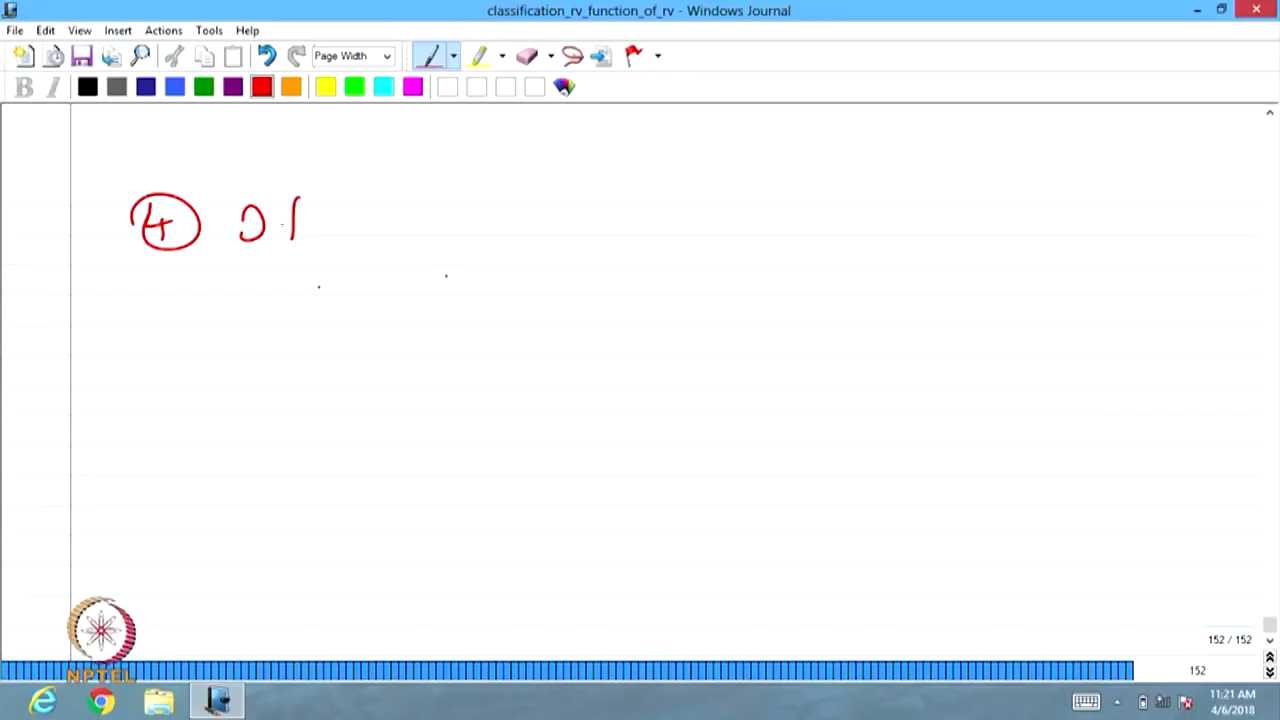 classification_rv_function_of_rv - Windows Journal
File Edit View Insert Actions Tools Help
Page Width
B I
④
152 / 152
152
NPTEL
11:21 AM
4/6/2018